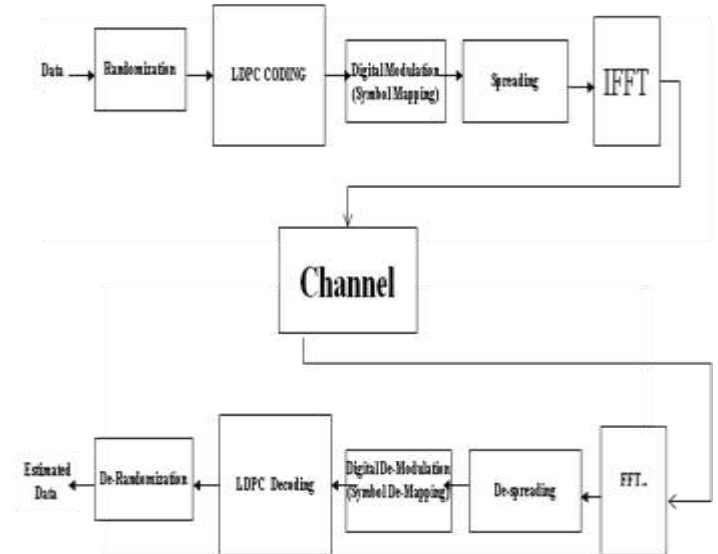 Data
Randomization
LDPC CODING
Digital Modulation
(Symbol Mapping)
Spreading
IFFT
Channel
Estimated
Data
De-Randomization
LDPC Decoding
Digital De-Modulation
(Symbol De-Mapping)
De-spreading
FFT